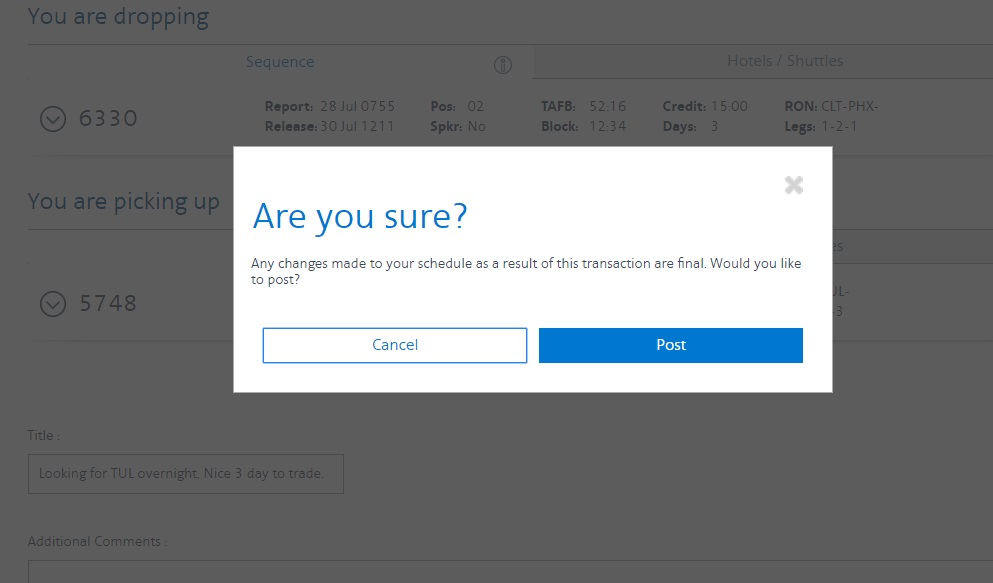 You are dropping
Sequence
Hotels / Shuttles
6330
Report: 28 Jul 0755 Pos: 02 TAFB: 52:16 Credit: 15.00 RON: CLT-PHX-
Release: 30 Jul 1211 Spkr: No Block: 12:34 Days: 3 Legs: 1-2-1
You are picking up
Are you sure?
Any changes made to your schedule as a result of this transaction are final. Would you like
to post?
5748
Cancel
Post
Title :
Looking for TUL overnight. Nice 3 day to trade.
Additional Comments :